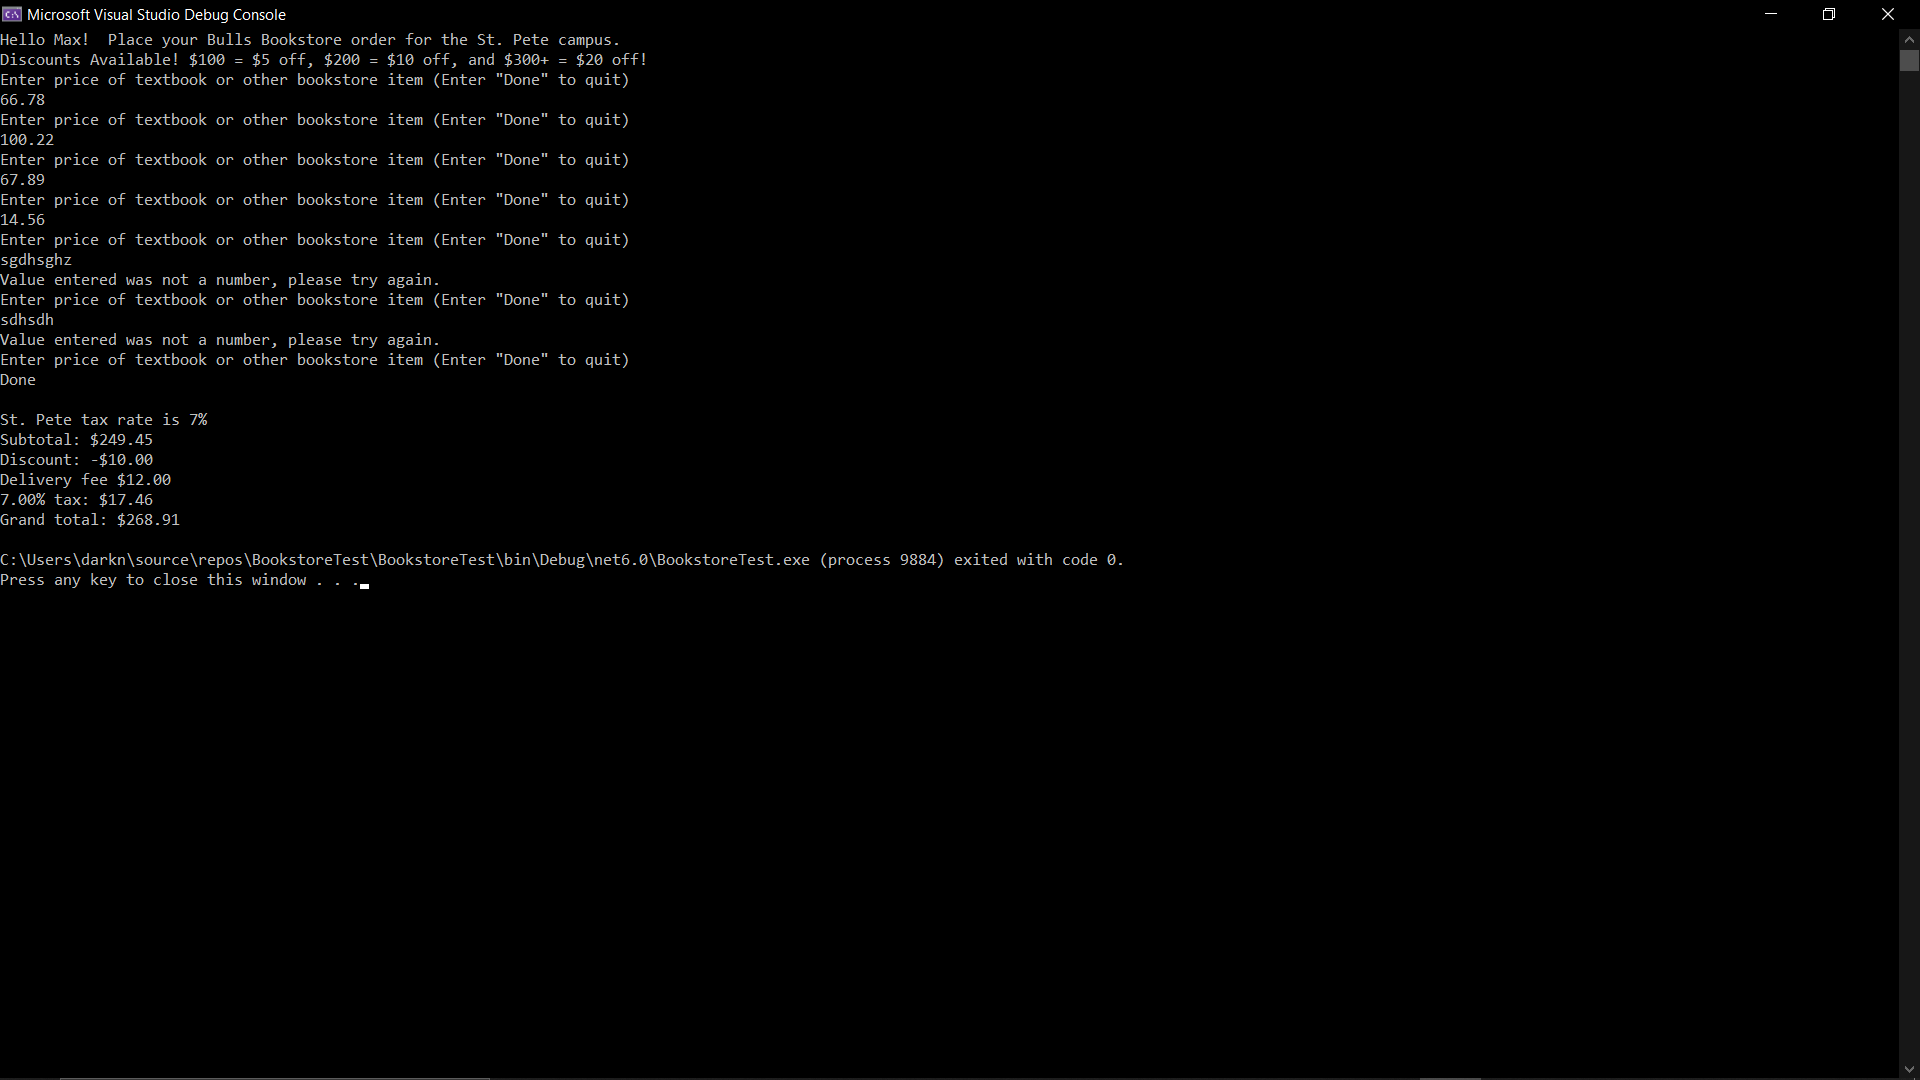 Microsoft Visual Studio Debug Console
Hello Max!  Place your Bulls Bookstore order for the St. Pete campus.
Discounts Available! $100 = $5 off, $200 = $10 off, and $300+ = $20 off!
Enter price of textbook or other bookstore item (Enter "Done" to quit)
66.78
Enter price of textbook or other bookstore item (Enter "Done" to quit)
100.22
Enter price of textbook or other bookstore item (Enter "Done" to quit)
67.89
Enter price of textbook or other bookstore item (Enter "Done" to quit)
14.56
Enter price of textbook or other bookstore item (Enter "Done" to quit)
sgdhsghz
Value entered was not a number, please try again.
Enter price of textbook or other bookstore item (Enter "Done" to quit)
sdhsdh
Value entered was not a number, please try again.
Enter price of textbook or other bookstore item (Enter "Done" to quit)
Done
St. Pete tax rate is 7%
Subtotal: $249.45
Discount: -$10.00
Delivery fee $12.00
7.00% tax: $17.46
Grand total: $268.91
C:\Users\darkn\source\repos\BookstoreTest\BookstoreTest\bin\Debug\net6.0\BookstoreTest.exe (process 9884) exited with code 0.
Press any key to close this window . . .